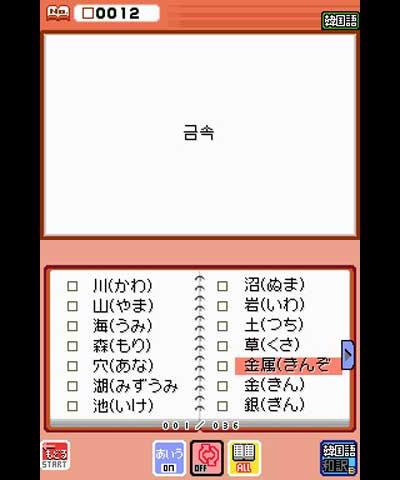 No. □0012
韓国語
금속
□ 川(かわ)
□ 山(やま)
□ 海(うみ)
□ 森(もり)
□ 穴(あな)
□ 湖(みずうみ
□ 池(いけ)
□ 沼(ぬま)
□ 岩(いわ)
□ 土(つち)
□ 草(くさ)
□ 金属(きんぞ
□ 金(きん)
□ 銀(ぎん)
001/036
もどる
START
あいう
ON
OFF
ALL
韓国語
和訳 B